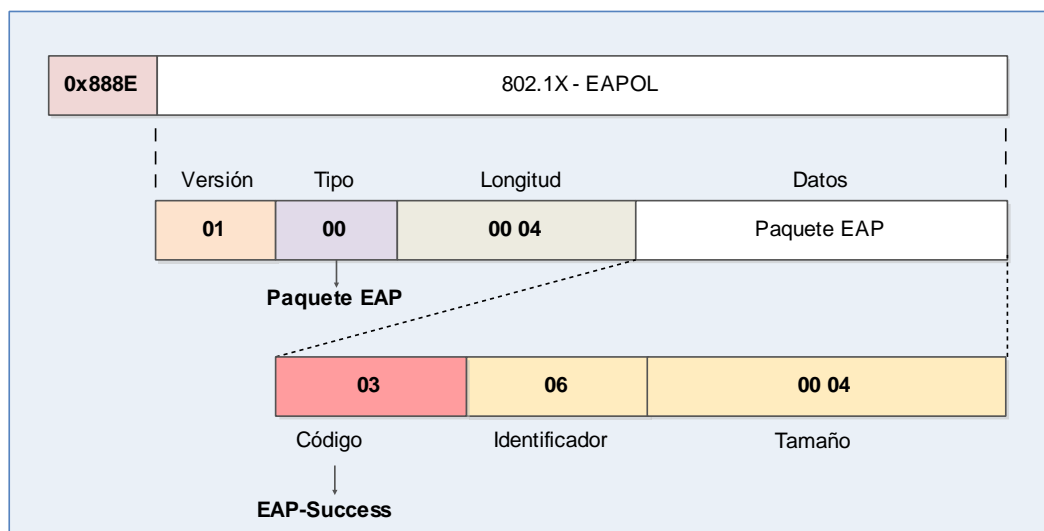 0x888E 802.1X - EAPOL
Versión Tipo Longitud Datos
01 00 00 04 Paquete EAP
Paquete EAP
03 06 00 04
Código Identificador Tamaño
EAP-Success